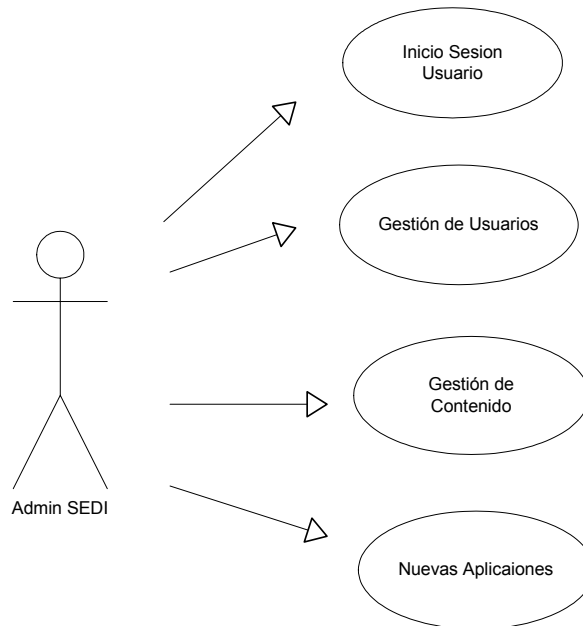 Inicio Sesion
Usuario
Gestión de Usuarios
Gestión de
Contenido
Admin SEDI
Nuevas Aplicaiones